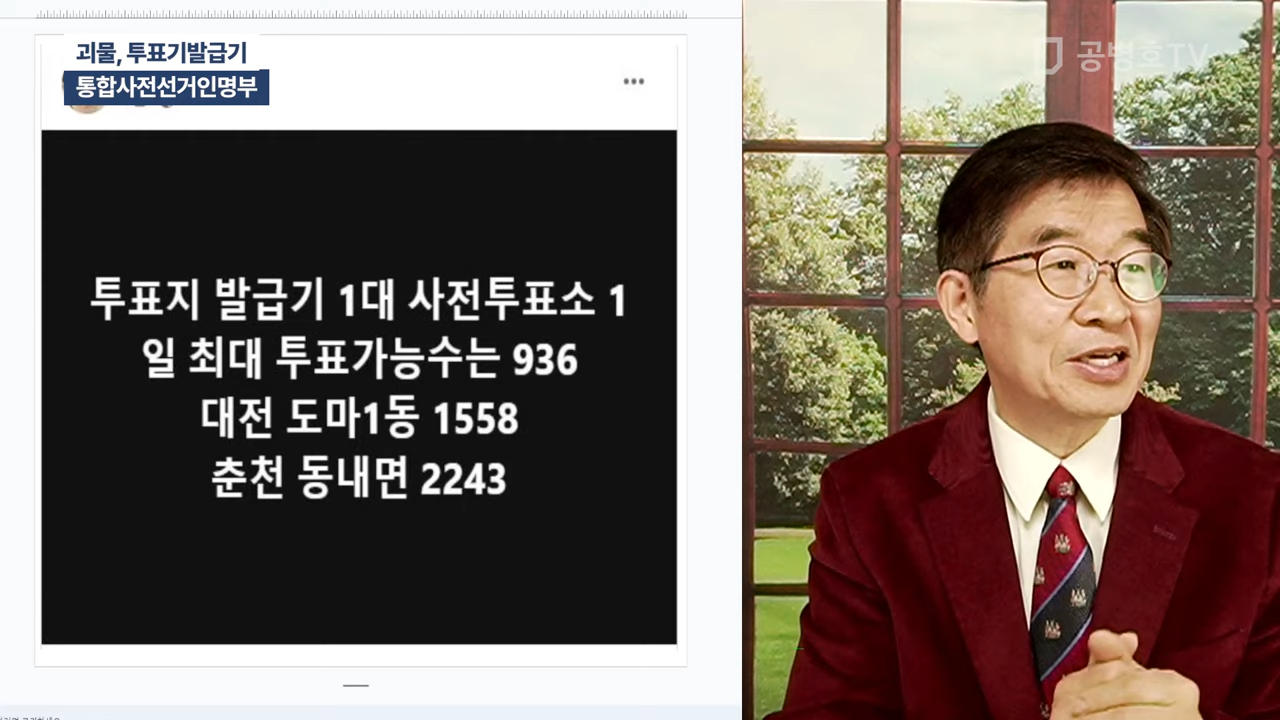 괴물, 투표기발급기
통합사전선거인명부
공병호TV
투표지 발급기 1대 사전투표소 1
일 최대 투표가능수는 936
대전 도마1동 1558
춘천 동내면 2243